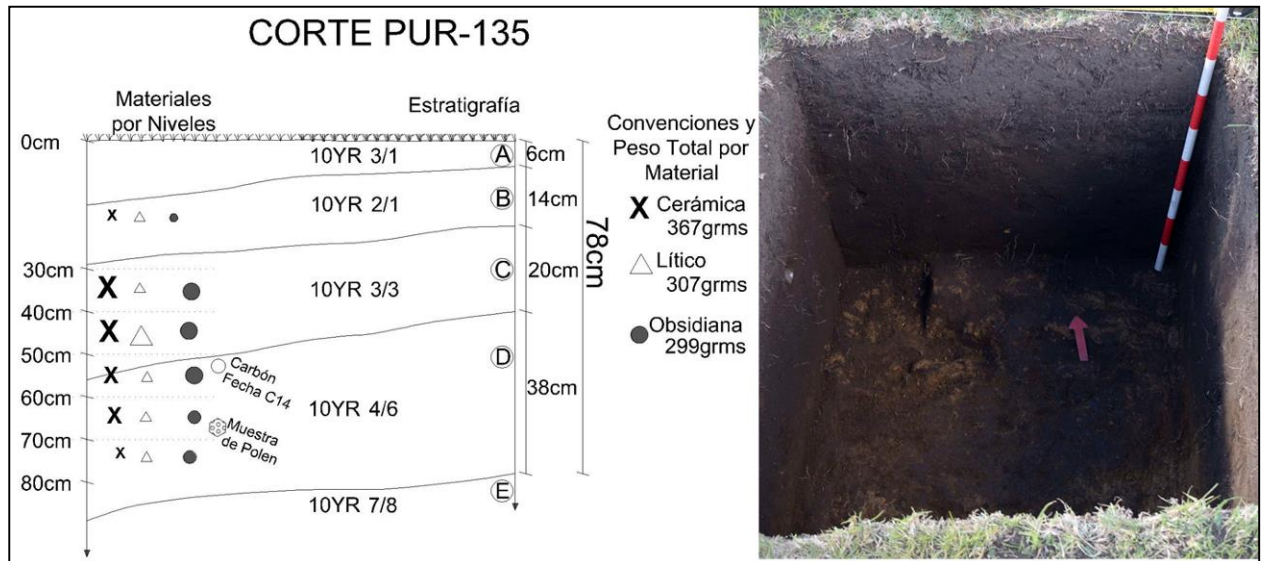 CORTE PUR-135
Materiales
por Niveles
Estratigrafía
0cm
30cm
40cm
50cm
60cm
70cm
80cm
X
X
X
X
X
X
Carbón
Fecha C14
Muestra
de Polen
10YR 3/1
10YR 2/1
10YR 3/3
10YR 4/6
10YR 7/8
A
B
C
D
E
6cm
14cm
20cm
38cm
78cm
Convenciones y
Peso Total por
Material
X Cerámica
367grms
Lítico
307grms
Obsidiana
299grms